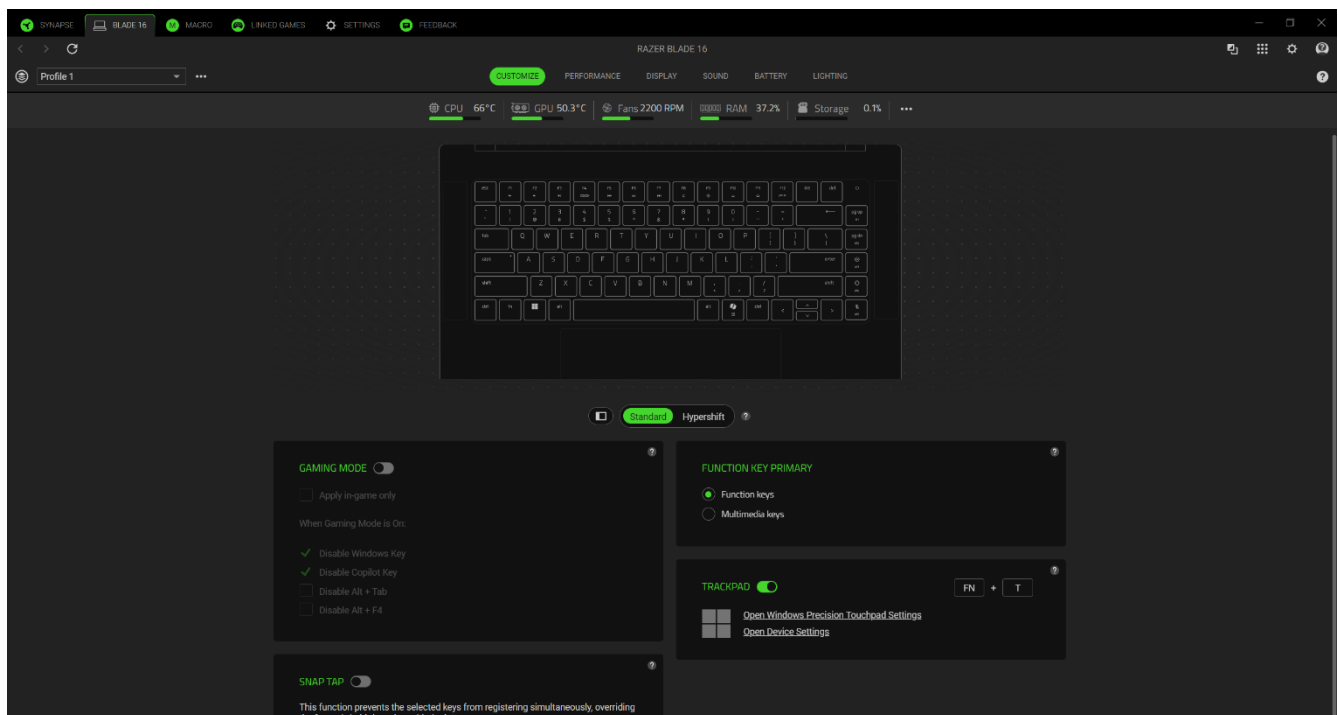 SYNAPSE BLADE 16 MACRO LINKED GAMES SETTINGS FEEDBACK
RAZER BLADE 16
Profile 1
CUSTOMIZE PERFORMANCE DISPLAY SOUND BATTERY LIGHTING
CPU 66°C GPU 50.3°C Fans 2200 RPM RAM 37.2% Storage 0.1%
Q W E R T Y U I O P
A S D F G H J K L
Z X C V B N M
Standard Hypershift
GAMING MODE
Apply in-game only
When Gaming Mode is On:
Disable Windows Key
Disable Copilot Key
Disable Alt + Tab
Disable Alt + F4
SNAP TAP
This function prevents the selected keys from registering simultaneously, overriding
FUNCTION KEY PRIMARY
Function keys
Multimedia keys
TRACKPAD FN + T
Open Windows Precision Touchpad Settings
Open Device Settings